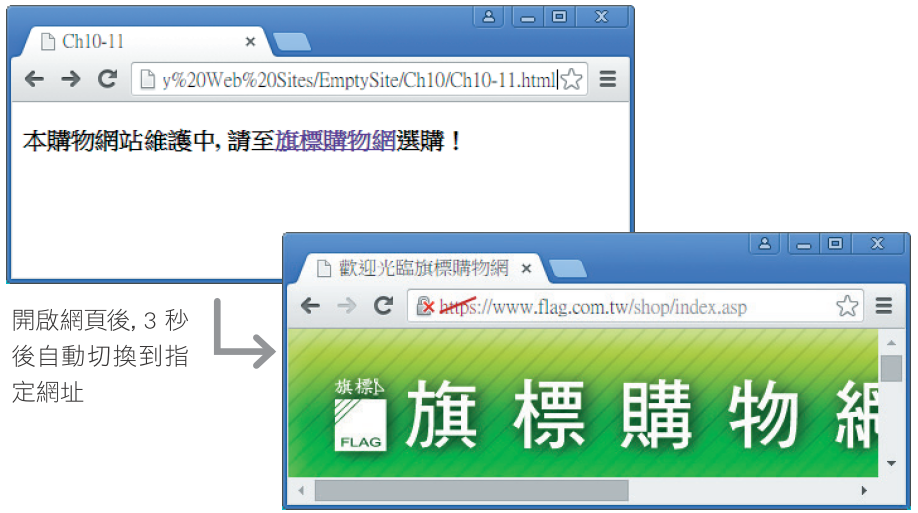 Ch10-11
y%20Web%20Sites/EmptySite/Ch10/Ch10-11.html
本購物網站維護中, 請至旗標購物網選購！
歡迎光臨旗標購物網
https://www.flag.com.tw/shop/index.asp
開啟網頁後, 3 秒
後自動切換到指
定網址
旗標
FLAG
旗標購物網